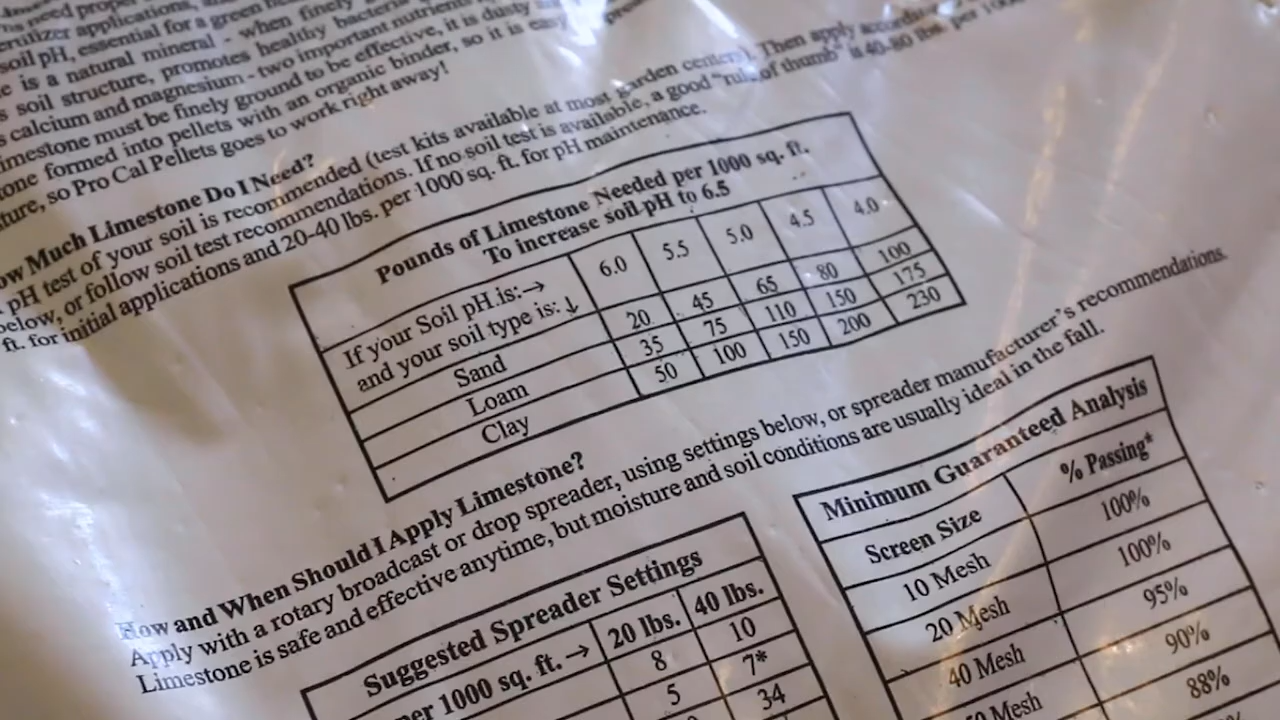 need proper
fertilizer applications,
soil pH, essential for a green
is a natural mineral - when finely
soil structure, promotes healthy bacteria
calcium and magnesium - two important nutrients
limestone must be finely ground to be effective, it is dusty
formed into pellets with an organic binder, so it is easy
so Pro Cal Pellets goes to work right away!
How Much Limestone Do I Need?
pH test of your soil is recommended (test kits available at most garden centers). Then apply according
below, or follow soil test recommendations. If no soil test is available, a good "rule of thumb" is 40-80 lbs. per 1000
ft. for initial applications and 20-40 lbs. per 1000 sq. ft. for pH maintenance.
Pounds of Limestone Needed per 1000 sq. ft.
To increase soil pH to 6.5
If your Soil pH is:→ 6.0 5.5 5.0 4.5 4.0
and your soil type is: ↓
Sand 20 45 65 80 100
Loam 35 75 110 150 175
Clay 50 100 150 200 230
How and When Should I Apply Limestone?
Apply with a rotary broadcast or drop spreader, using settings below, or spreader manufacturer's recommendations.
Limestone is safe and effective anytime, but moisture and soil conditions are usually ideal in the fall.
Suggested Spreader Settings
per 1000 sq. ft. → 20 lbs. 40 lbs.
8 10
5 7*
34
Minimum Guaranteed Analysis
Screen Size % Passing*
10 Mesh 100%
20 Mesh 100%
40 Mesh 95%
Mesh 90%
88%